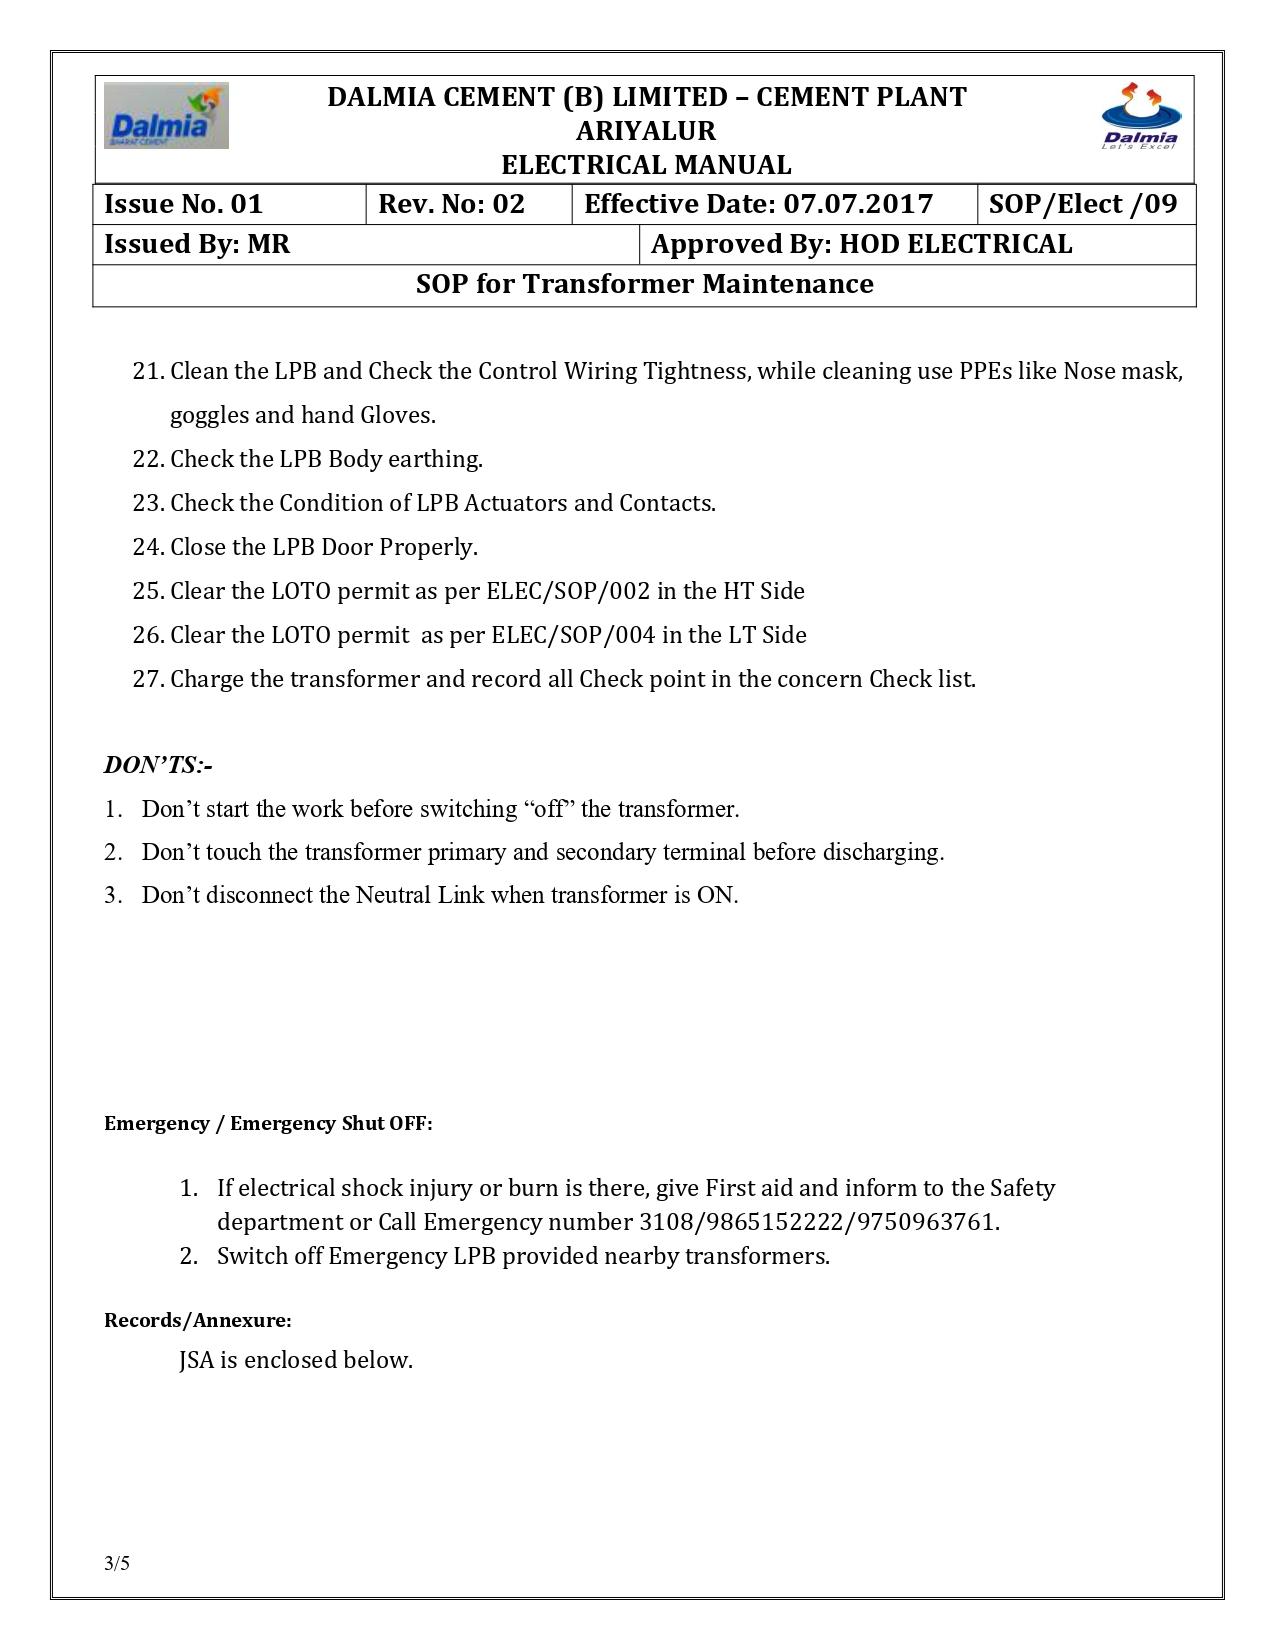 Dalmia
BHARAT CEMENT
DALMIA CEMENT (B) LIMITED – CEMENT PLANT
ARIYALUR
ELECTRICAL MANUAL
Dalmia
Let's Excel
Issue No. 01 Rev. No: 02 Effective Date: 07.07.2017 SOP/Elect /09
Issued By: MR Approved By: HOD ELECTRICAL
SOP for Transformer Maintenance
21. Clean the LPB and Check the Control Wiring Tightness, while cleaning use PPEs like Nose mask,
goggles and hand Gloves.
22. Check the LPB Body earthing.
23. Check the Condition of LPB Actuators and Contacts.
24. Close the LPB Door Properly.
25. Clear the LOTO permit as per ELEC/SOP/002 in the HT Side
26. Clear the LOTO permit  as per ELEC/SOP/004 in the LT Side
27. Charge the transformer and record all Check point in the concern Check list.
DON’TS:-
1. Don’t start the work before switching “off” the transformer.
2. Don’t touch the transformer primary and secondary terminal before discharging.
3. Don’t disconnect the Neutral Link when transformer is ON.
Emergency / Emergency Shut OFF:
1. If electrical shock injury or burn is there, give First aid and inform to the Safety
department or Call Emergency number 3108/9865152222/9750963761.
2. Switch off Emergency LPB provided nearby transformers.
Records/Annexure:
JSA is enclosed below.
3/5